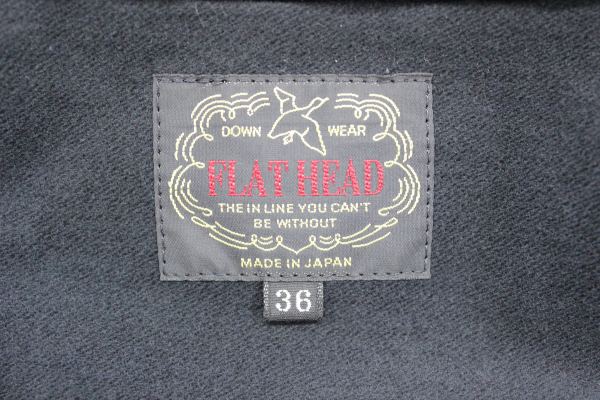 DOWN WEAR
FLAT HEAD
THE IN LINE YOU CAN'T
BE WITHOUT
MADE IN JAPAN
36